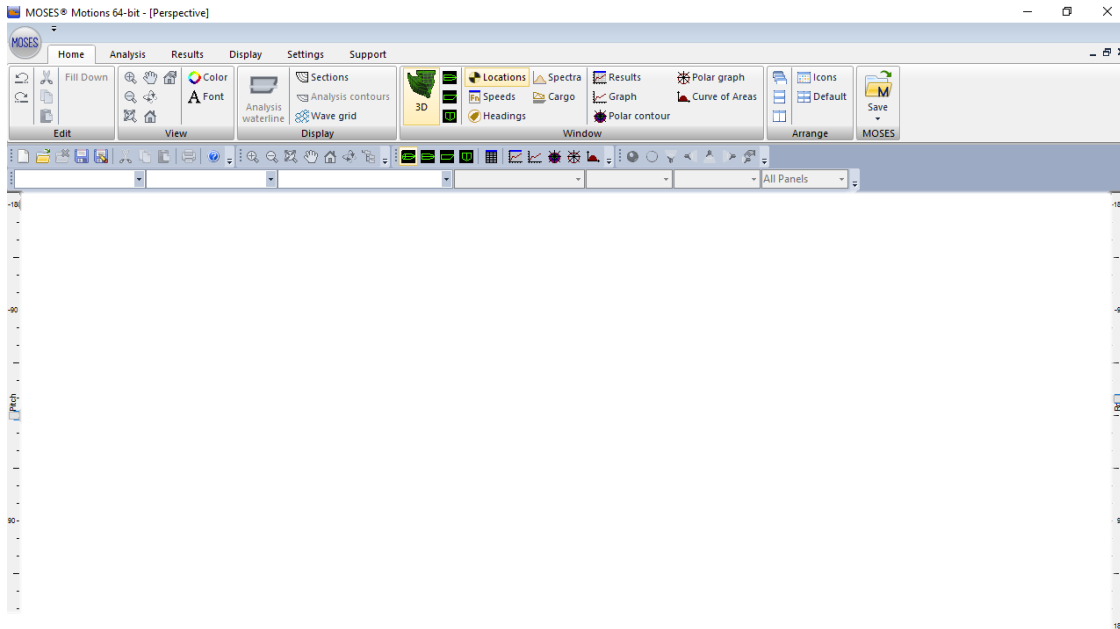 MOSES® Motions 64-bit - [Perspective]
MOSES
Home Analysis Results Display Settings Support
Fill Down
Color
Font
Analysis waterline
Sections
Analysis contours
Wave grid
3D
Locations Spectra Results Polar graph
Fn Speeds Cargo Graph Curve of Areas
Headings Polar contour
Icons
Default
M
Save
Edit View Display Window Arrange MOSES
All Panels
-180
-90
Pitch
90